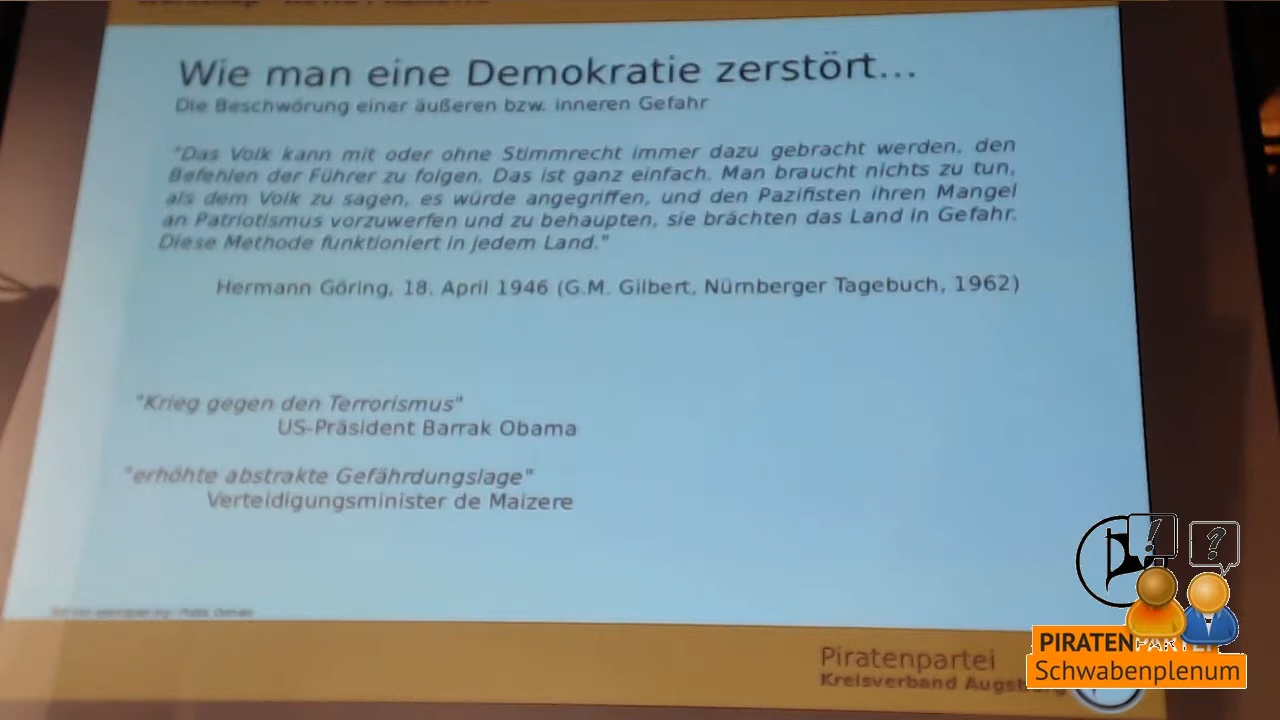 Wie man eine Demokratie zerstört...
Die Beschwörung einer äußeren bzw. inneren Gefahr
"Das Volk kann mit oder ohne Stimmrecht immer dazu gebracht werden, den
Befehlen der Führer zu folgen. Das ist ganz einfach. Man braucht nichts zu tun,
als dem Volk zu sagen, es würde angegriffen, und den Pazifisten ihren Mangel
an Patriotismus vorzuwerfen und zu behaupten, sie brächten das Land in Gefahr.
Diese Methode funktioniert in jedem Land."
Hermann Göring, 18. April 1946 (G.M. Gilbert, Nürnberger Tagebuch, 1962)
"Krieg gegen den Terrorismus"
US-Präsident Barrak Obama
"erhöhte abstrakte Gefährdungslage"
Verteidigungsminister de Maizere
Piratenpartei
Kreisverband Augsburg
! ?
PIRATENPARTEI
Schwabenplenum